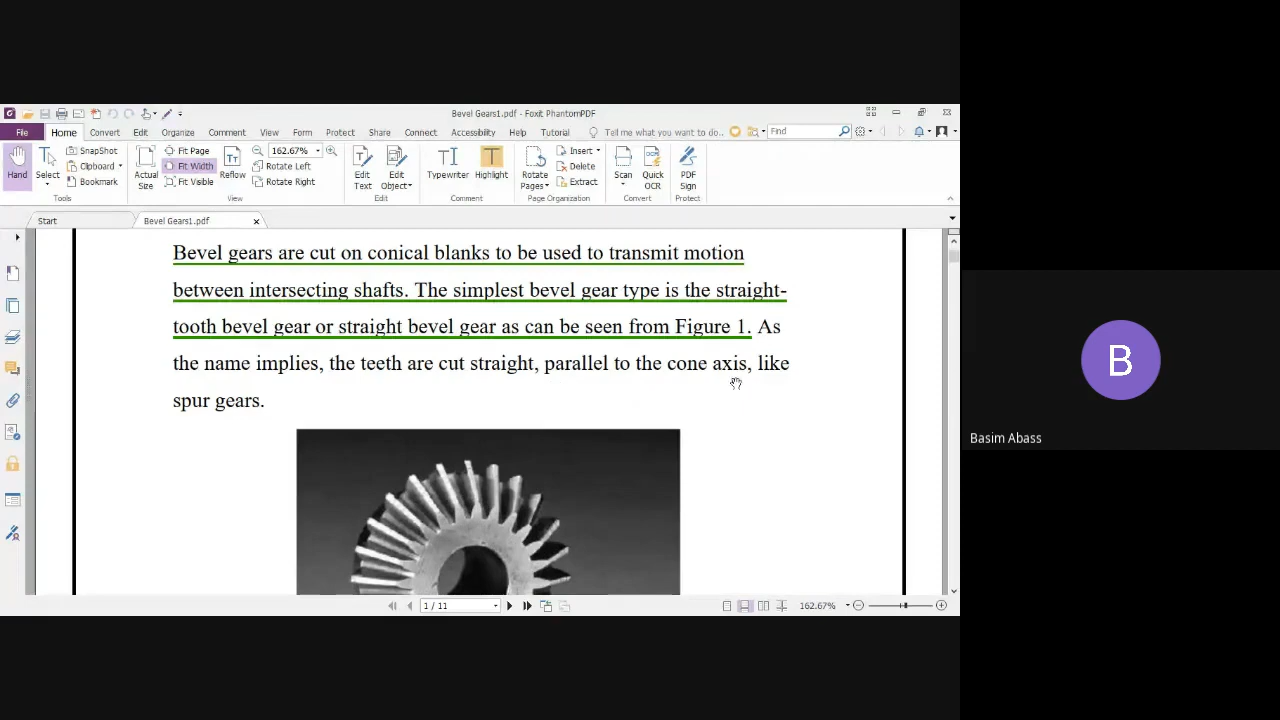 Bevel Gears1.pdf - Foxit PhantomPDF
File Home Convert Edit Organize Comment View Form Protect Share Connect Accessibility Help Tutorial Tell me what you want to do.. Find
SnapShot Fit Page 162.67% Insert
Clipboard Fit Width Rotate Left Delete
Bookmark Fit Visible Rotate Right Extract
Hand Select Actual Size Reflow Edit Text Edit Object Typewriter Highlight Rotate Pages Scan Quick OCR PDF Sign
Tools View Edit Comment Page Organization Convert Protect
Start Bevel Gears1.pdf
Bevel gears are cut on conical blanks to be used to transmit motion
between intersecting shafts. The simplest bevel gear type is the straight-
tooth bevel gear or straight bevel gear as can be seen from Figure 1. As
the name implies, the teeth are cut straight, parallel to the cone axis, like
spur gears.
1 / 11 162.67%
B
Basim Abass